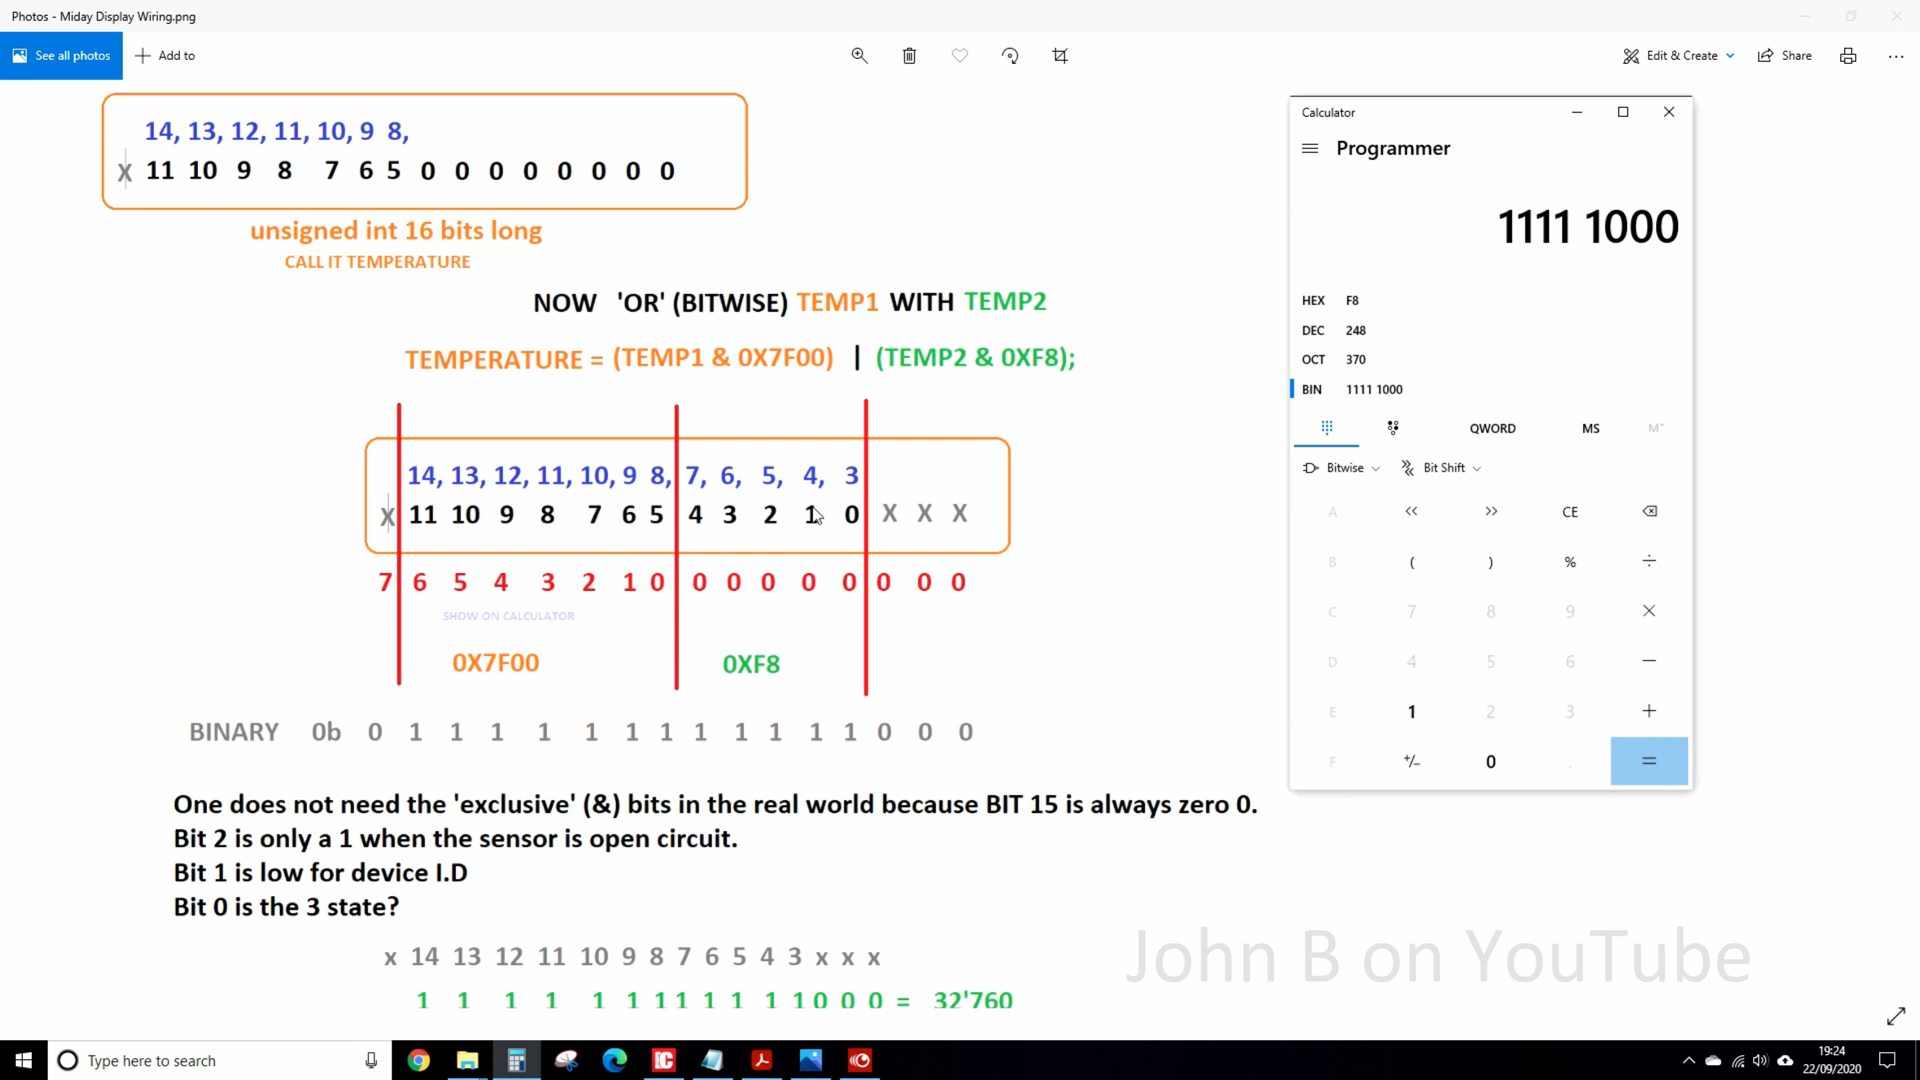 Photos - Miday Display Wiring.png
See all photos
Add to
Edit & Create
Share
14, 13, 12, 11, 10, 9 8,
X 11 10 9 8 7 6 5 0 0 0 0 0 0 0 0
unsigned int 16 bits long
CALL IT TEMPERATURE
NOW 'OR' (BITWISE) TEMP1 WITH TEMP2
TEMPERATURE = (TEMP1 & 0X7F00) | (TEMP2 & 0XF8);
14, 13, 12, 11, 10, 9 8, 7, 6, 5, 4, 3
X 11 10 9 8 7 6 5 4 3 2 1 0 X X X
7 6 5 4 3 2 1 0 0 0 0 0 0 0 0 0
SHOW ON CALCULATOR
0X7F00 0XF8
BINARY 0b 0 1 1 1 1 1 1 1 1 1 1 1 1 0 0 0
One does not need the 'exclusive' (&) bits in the real world because BIT 15 is always zero 0.
Bit 2 is only a 1 when the sensor is open circuit.
Bit 1 is low for device I.D
Bit 0 is the 3 state?
x 14 13 12 11 10 9 8 7 6 5 4 3 x x x
1 1 1 1 1 1 1 1 1 1 1 1 0 0 0 = 32'760
John B on YouTube
Calculator
Programmer
1111 1000
HEX F8
DEC 248
OCT 370
BIN 1111 1000
QWORD MS M˅
Bitwise Bit Shift
A << >> CE
B ( ) % ÷
C 7 8 9 ×
D 4 5 6 −
E 1 2 3 +
F +/− 0 . =
Type here to search
19:24
22/09/2020